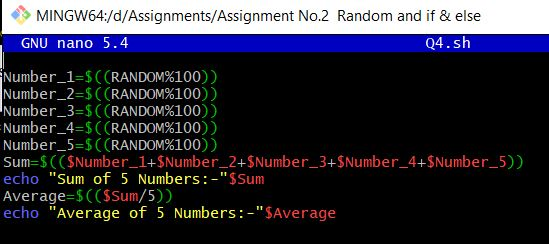 MINGW64:/d/Assignments/Assignment No.2 Random and if & else
GNU nano 5.4 Q4.sh
Number_1=$((RANDOM%100))
Number_2=$((RANDOM%100))
Number_3=$((RANDOM%100))
Number_4=$((RANDOM%100))
Number_5=$((RANDOM%100))
Sum=$(($Number_1+$Number_2+$Number_3+$Number_4+$Number_5))
echo "Sum of 5 Numbers:-"$Sum
Average=$(($Sum/5))
echo "Average of 5 Numbers:-"$Average